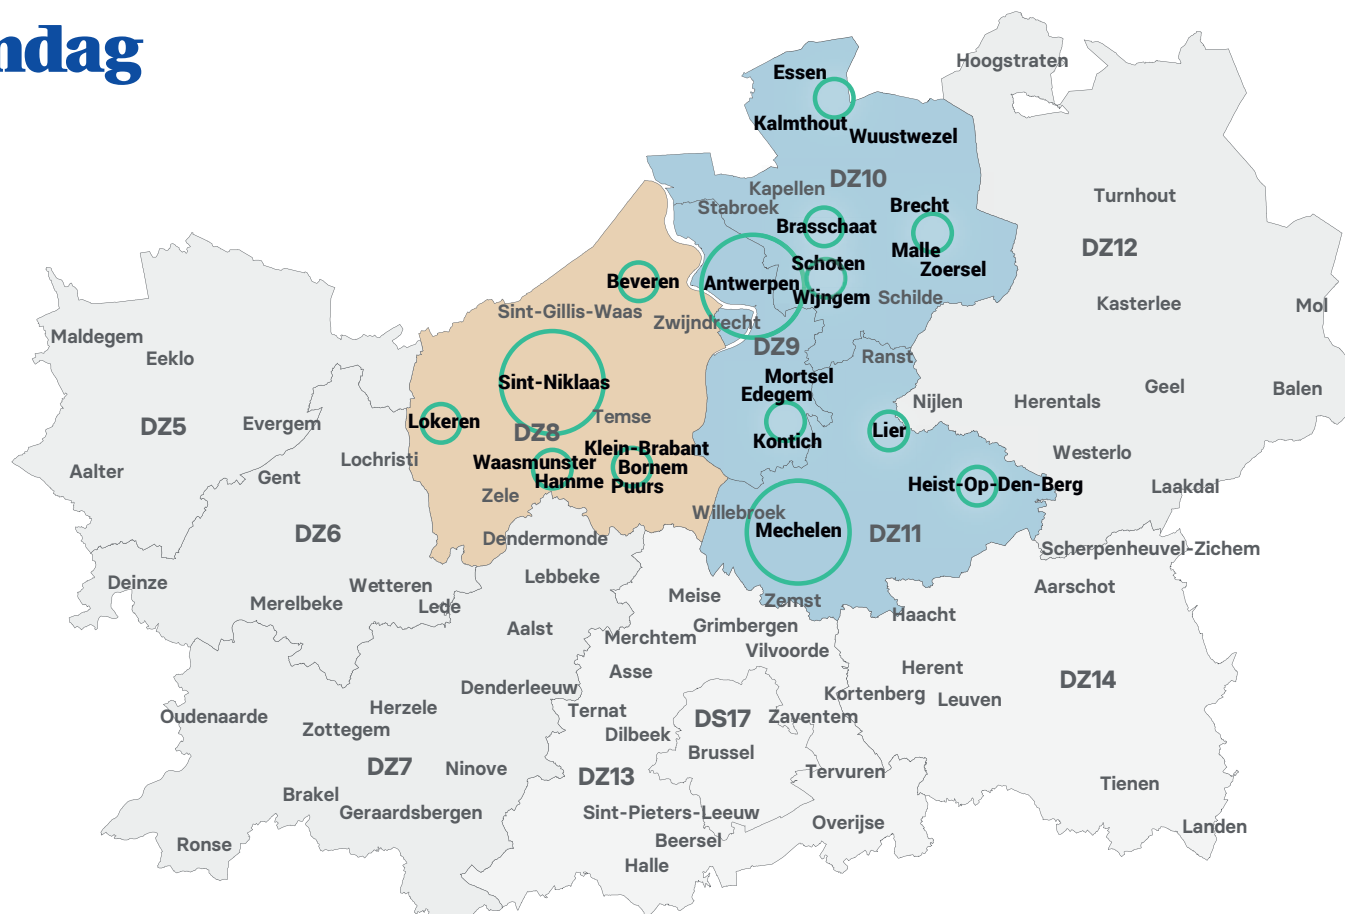 ndag
Hoogstraten
Essen
Kalmthout
Wuustwezel
DZ10
Kapellen
Stabroek
Brecht
Turnhout
Brasschaat
DZ12
Malle
Zoersel
Schoten
Beveren
Antwerpen
Wijngem
Schilde
Kasterlee
Mol
Sint-Gillis-Waas
Zwijndrecht
Maldegem
Eeklo
DZ9
Ranst
Mortsel
Sint-Niklaas
Edegem
Geel
Balen
Nijlen
Herentals
Temse
Lokeren
DZ5
Evergem
DZ8
Lier
Kontich
Klein-Brabant
Westerlo
Lochristi
Waasmunster
Bornem
Aalter
Gent
Hamme
Puurs
Heist-Op-Den-Berg
Laakdal
Zele
Willebroek
Mechelen
DZ11
DZ6
Dendermonde
Scherpenheuvel-Zichem
Deinze
Lebbeke
Wetteren
Aarschot
Merelbeke
Lede
Meise
Zemst
Haacht
Aalst
Grimbergen
Merchtem
Vilvoorde
Asse
Herent
DZ14
Denderleeuw
Kortenberg
Leuven
Herzele
Ternat
Oudenaarde
DS17
Zaventem
Zottegem
Dilbeek
Brussel
DZ7
Ninove
DZ13
Tervuren
Tienen
Brakel
Geraardsbergen
Sint-Pieters-Leeuw
Overijse
Landen
Ronse
Beersel
Halle